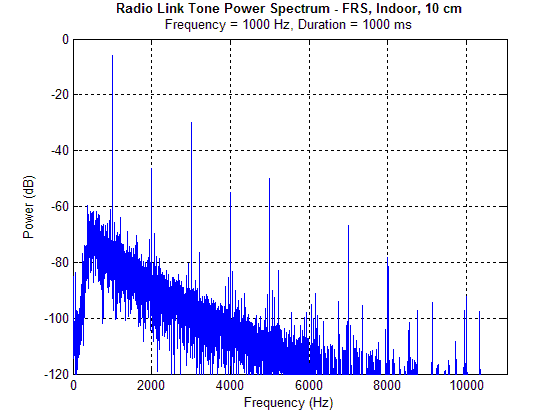 Radio Link Tone Power Spectrum - FRS, Indoor, 10 cm
Frequency = 1000 Hz, Duration = 1000 ms
Power (dB)
0
-20
-40
-60
-80
-100
-120
0 2000 4000 6000 8000 10000
Frequency (Hz)